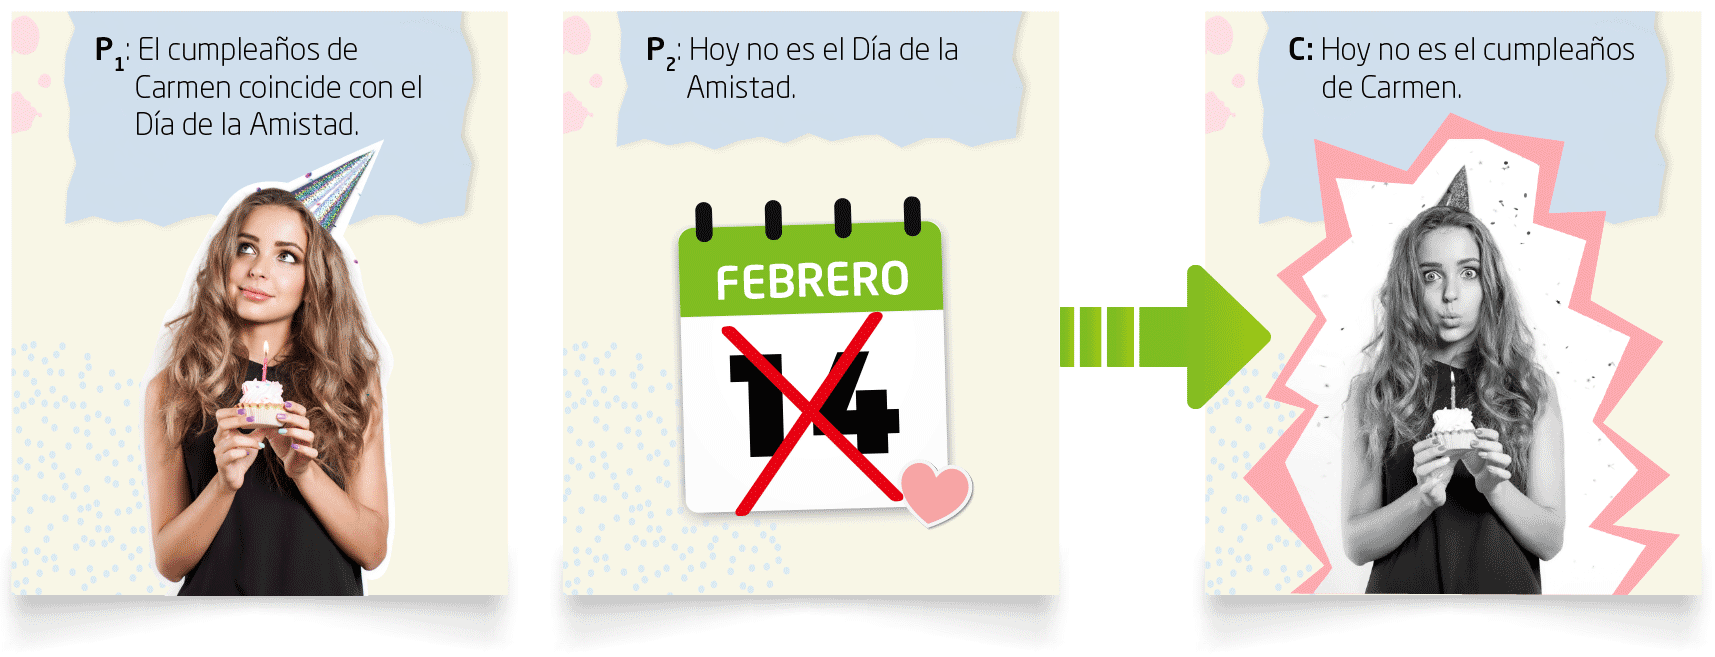 P1: El cumpleaños de
Carmen coincide con el
Día de la Amistad.
P2: Hoy no es el Día de la
Amistad.
FEBRERO
14
C: Hoy no es el cumpleaños
de Carmen.